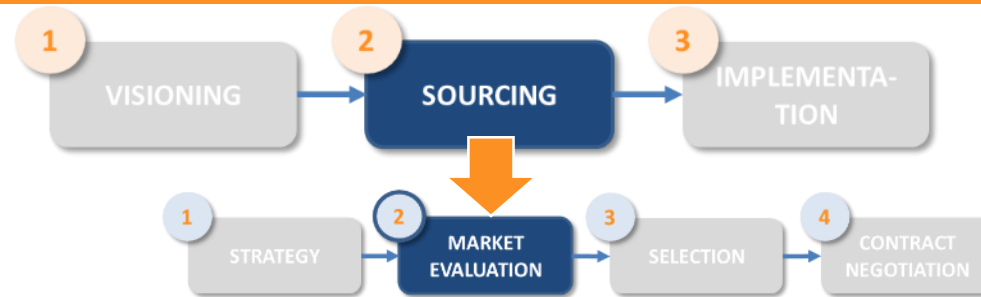 1
VISIONING
2
SOURCING
3
IMPLEMENTA-
TION
1
STRATEGY
2
MARKET
EVALUATION
3
SELECTION
4
CONTRACT
NEGOTIATION